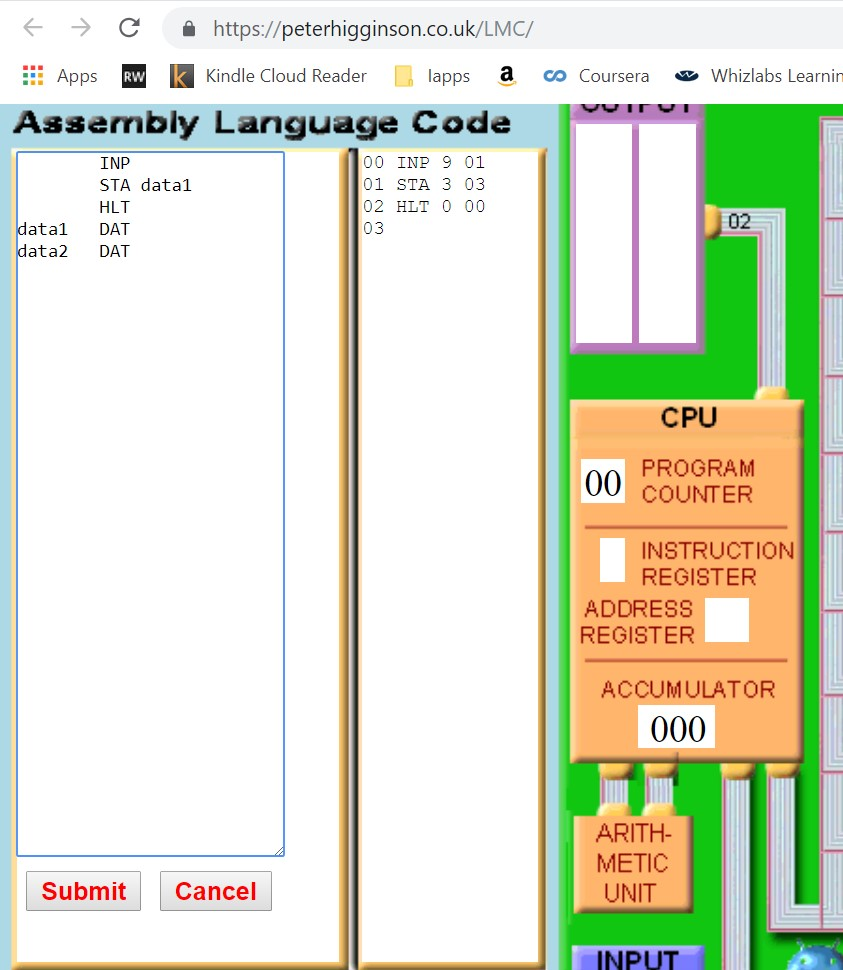 https://peterhigginson.co.uk/LMC/
Apps RW Kindle Cloud Reader Iapps a Coursera Whizlabs Learnin
Assembly Language Code
INP
STA data1
HLT
data1 DAT
data2 DAT
Submit Cancel
00 INP 9 01
01 STA 3 03
02 HLT 0 00
03
OUTPUT
02
CPU
00 PROGRAM
COUNTER
INSTRUCTION
REGISTER
ADDRESS
REGISTER
ACCUMULATOR
000
ARITH-
METIC
UNIT
INPUT